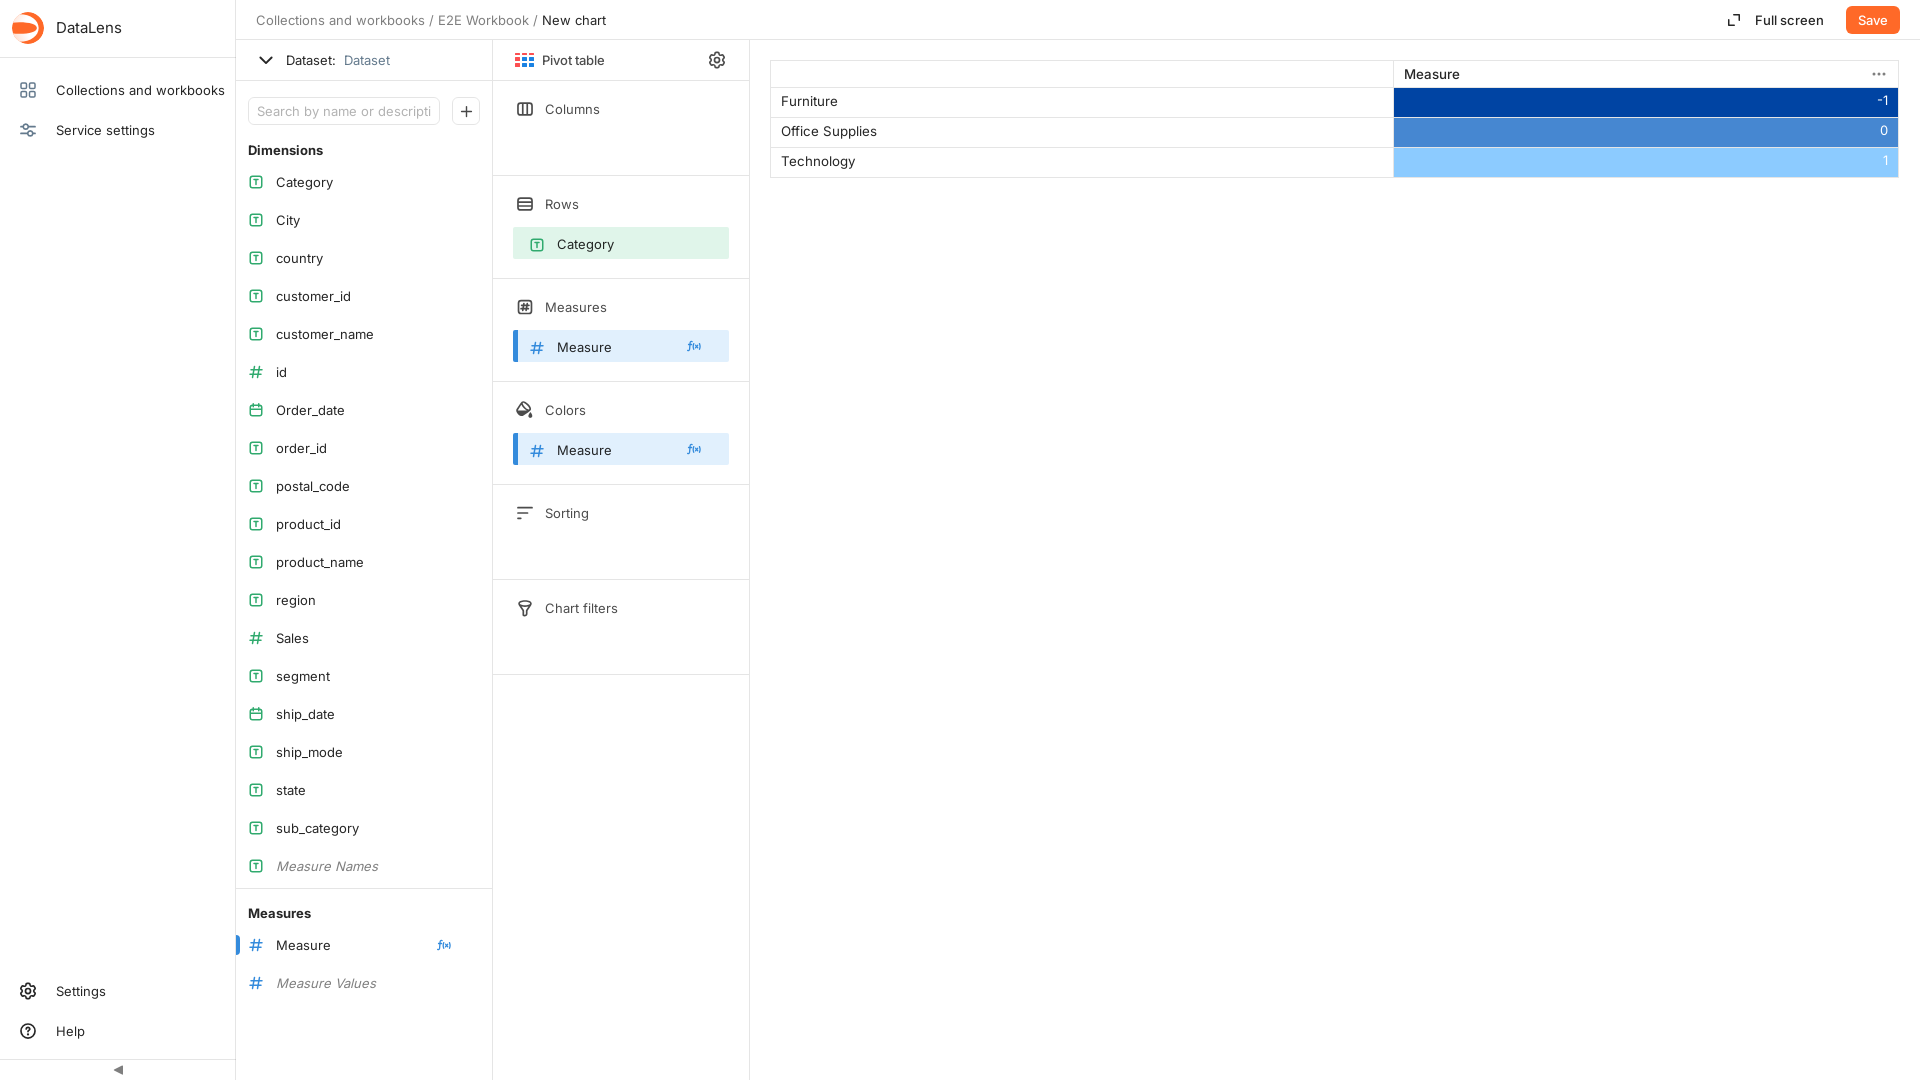 DataLens
Collections and workbooks
Service settings
Settings
Help
Collections and workbooks / E2E Workbook / New chart
Full screen
Save
Dataset: Dataset
Search by name or descripti
Dimensions
Category
City
country
customer_id
customer_name
id
Order_date
order_id
postal_code
product_id
product_name
region
Sales
segment
ship_date
ship_mode
state
sub_category
Measure Names
Measures
Measure
Measure Values
Pivot table
Columns
Rows
Category
Measures
Measure
Colors
Measure
Sorting
Chart filters
Measure
Furniture -1
Office Supplies 0
Technology 1